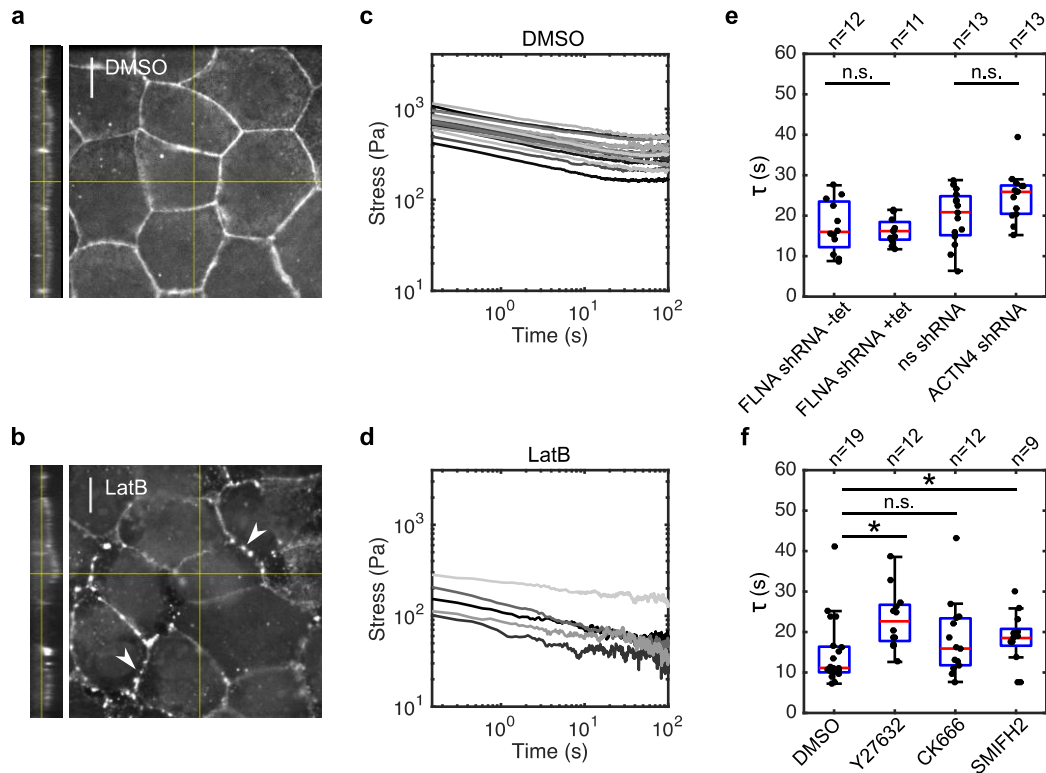 a
DMSO
c
DMSO
Stress (Pa)
10³
10²
10¹
10⁰
10¹
10²
Time (s)
e
n=12
n=11
n=13
n=13
n.s.
n.s.
τ (s)
60
50
40
30
20
10
0
FLNA shRNA -tet
FLNA shRNA +tet
ns shRNA
ACTN4 shRNA
b
LatB
d
LatB
Stress (Pa)
10³
10²
10¹
10⁰
10¹
10²
Time (s)
f
n=19
n=12
n=12
n=9
*
n.s.
*
τ (s)
60
50
40
30
20
10
0
DMSO
Y27632
CK666
SMIFH2